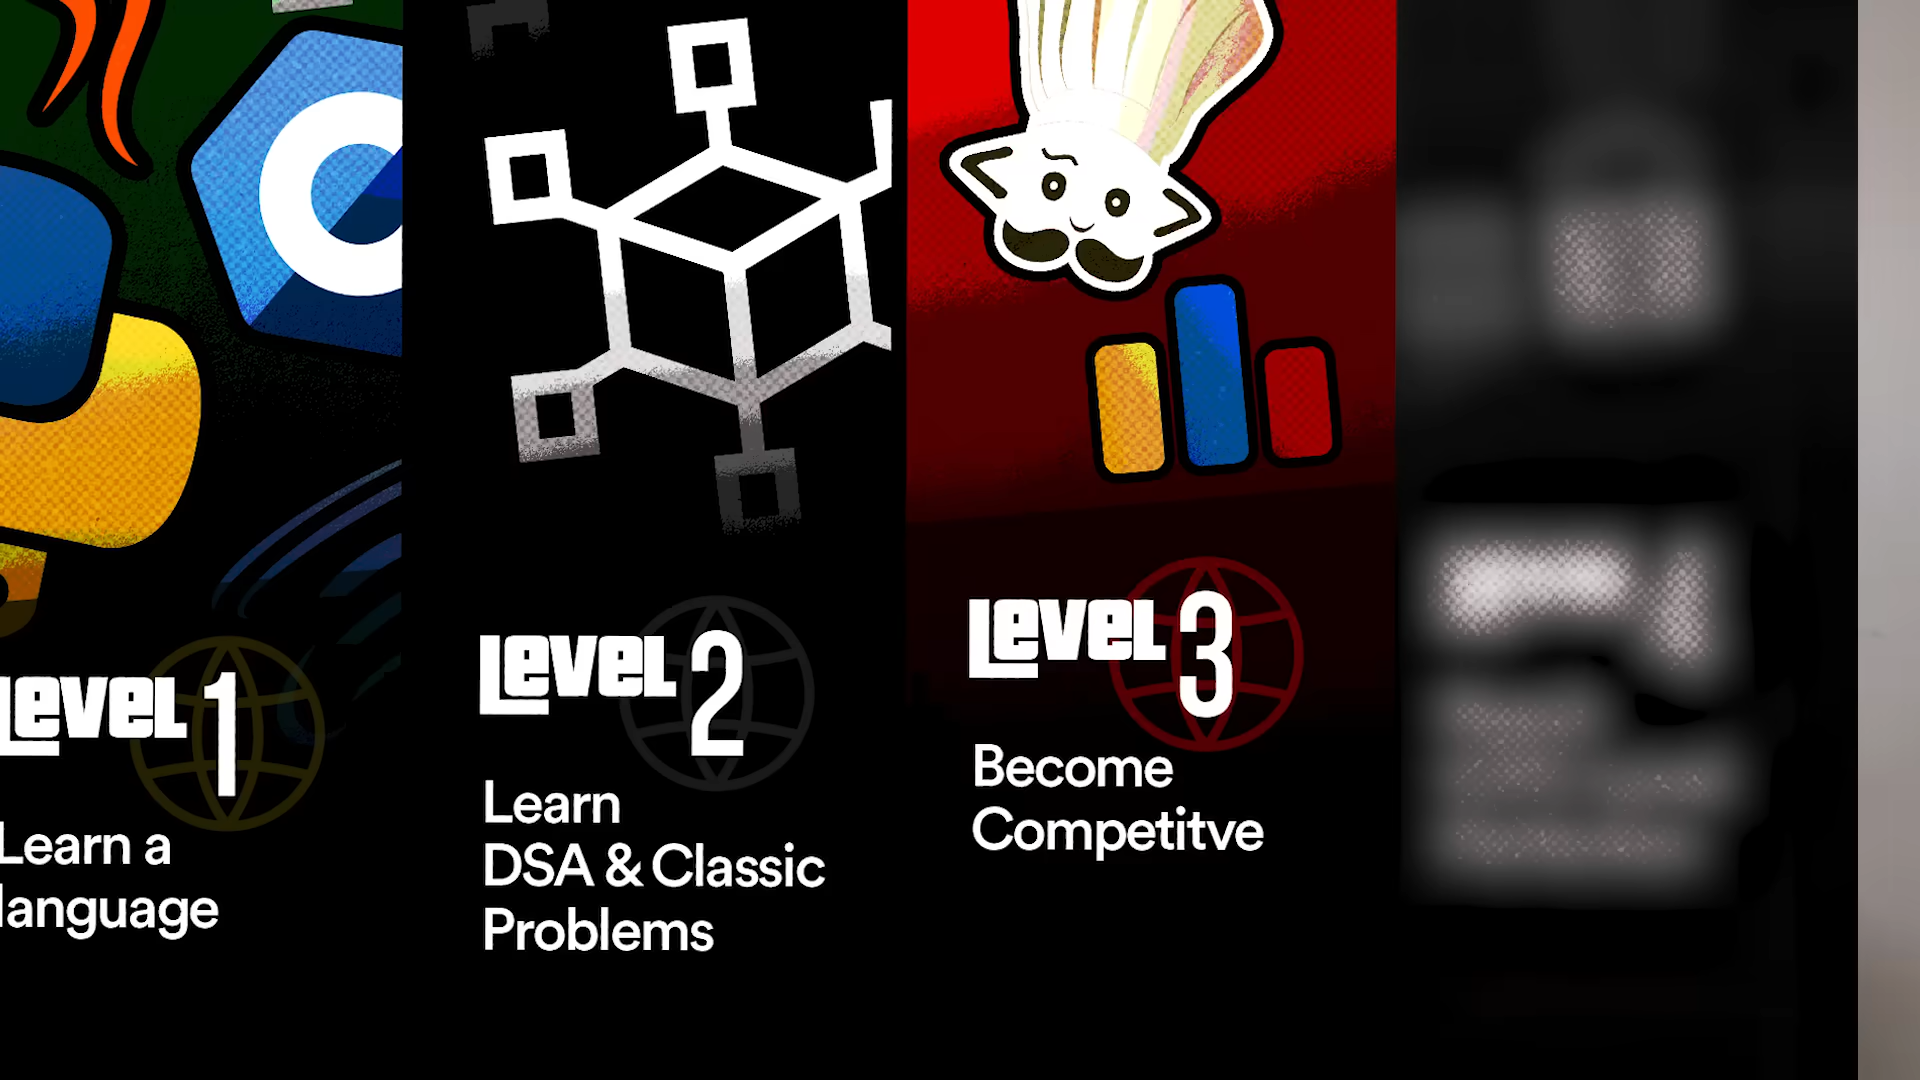 Level 1
Learn a
language
Level 2
Learn
DSA & Classic
Problems
Level 3
Become
Competitve